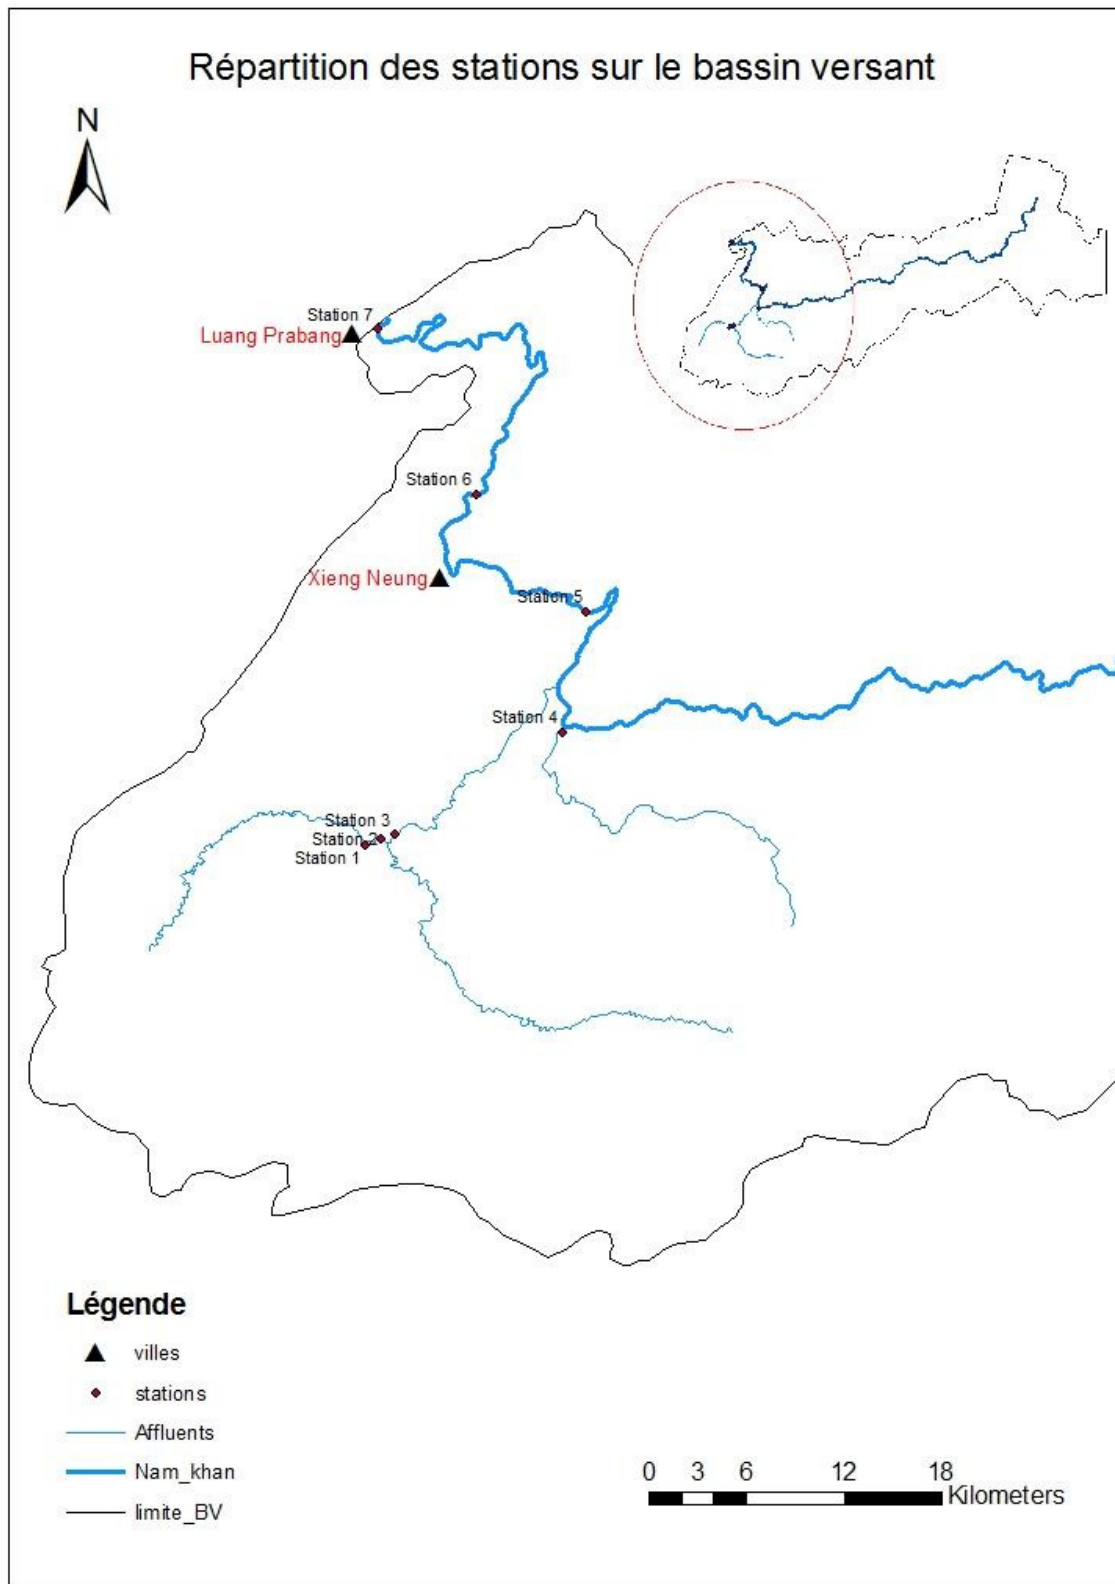 Répartition des stations sur le bassin versant
N
Station 7
Luang Prabang
Station 6
Xieng Neung
Station 5
Station 4
Station 3
Station 2
Station 1
Légende
villes
stations
Affluents
Nam_khan
limite_BV
0 3 6 12 18
Kilometers